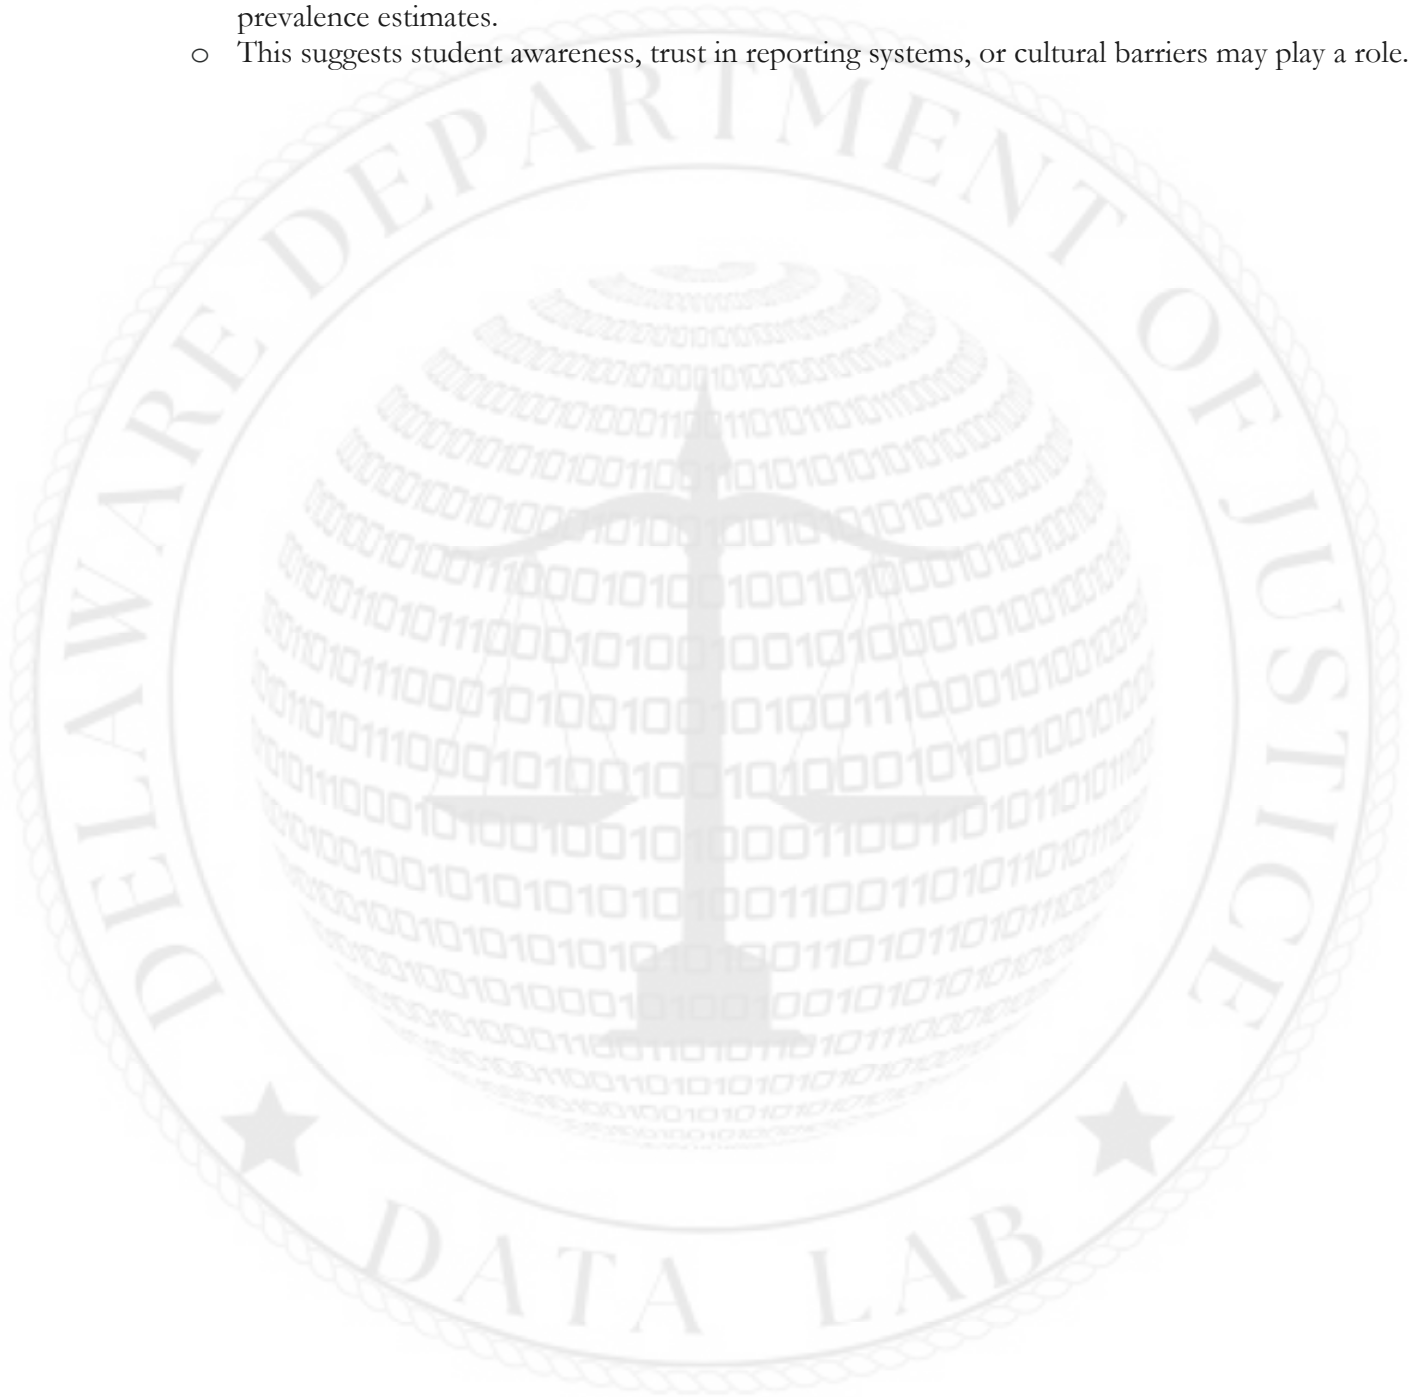 prevalence estimates.
o This suggests student awareness, trust in reporting systems, or cultural barriers may play a role.
DELAWARE DEPARTMENT OF JUSTICE
DATA LAB